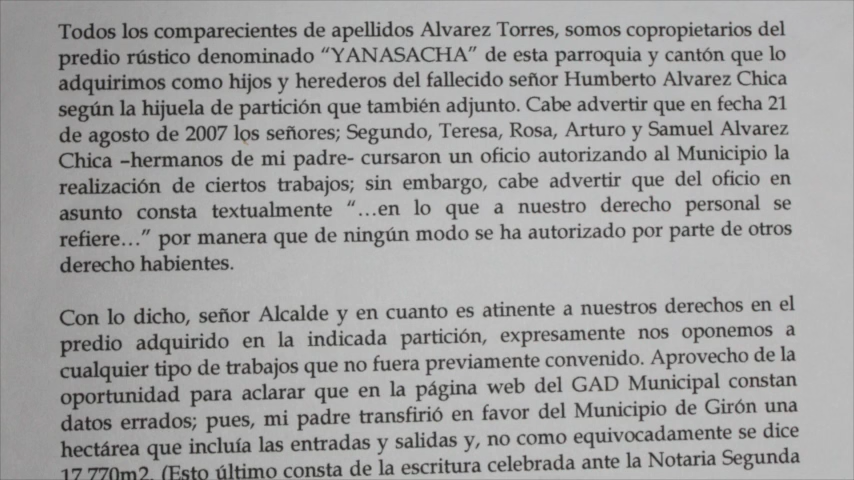 Todos los comparecientes de apellidos Alvarez Torres, somos copropietarios del
predio rústico denominado “YANASACHA” de esta parroquia y cantón que lo
adquirimos como hijos y herederos del fallecido señor Humberto Alvarez Chica
según la hijuela de partición que también adjunto. Cabe advertir que en fecha 21
de agosto de 2007 los señores; Segundo, Teresa, Rosa, Arturo y Samuel Alvarez
Chica –hermanos de mi padre- cursaron un oficio autorizando al Municipio la
realización de ciertos trabajos; sin embargo, cabe advertir que del oficio en
asunto consta textualmente “…en lo que a nuestro derecho personal se
refiere…” por manera que de ningún modo se ha autorizado por parte de otros
derecho habientes.
Con lo dicho, señor Alcalde y en cuanto es atinente a nuestros derechos en el
predio adquirido en la indicada partición, expresamente nos oponemos a
cualquier tipo de trabajos que no fuera previamente convenido. Aprovecho de la
oportunidad para aclarar que en la página web del GAD Municipal constan
datos errados; pues, mi padre transfirió en favor del Municipio de Girón una
hectárea que incluía las entradas y salidas y, no como equivocadamente se dice
17.770m2. (Esto último consta de la escritura celebrada ante la Notaria Segunda